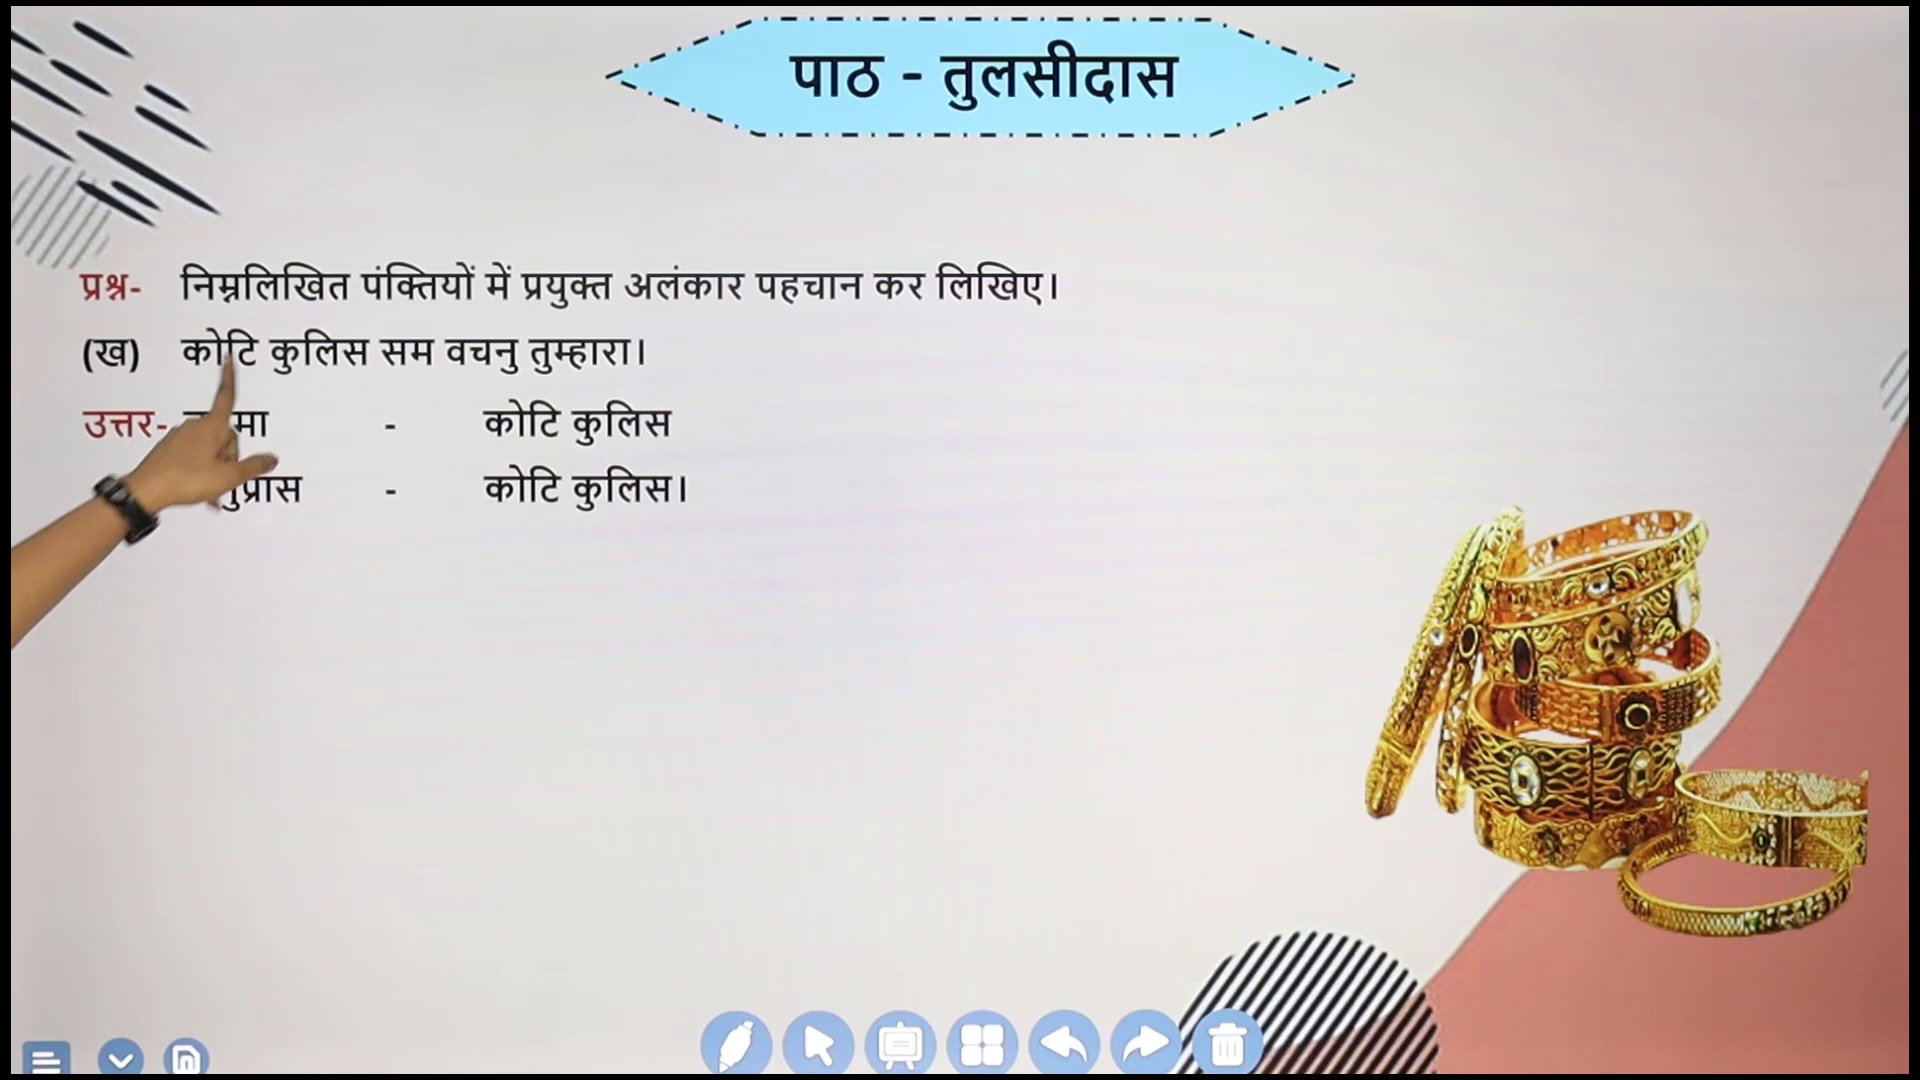 पाठ - तुलसीदास
प्रश्न- निम्नलिखित पंक्तियों में प्रयुक्त अलंकार पहचान कर लिखिए।
(ख) कोटि कुलिस सम वचनु तुम्हारा।
उत्तर- - कोटि कुलिस
- कोटि कुलिस।